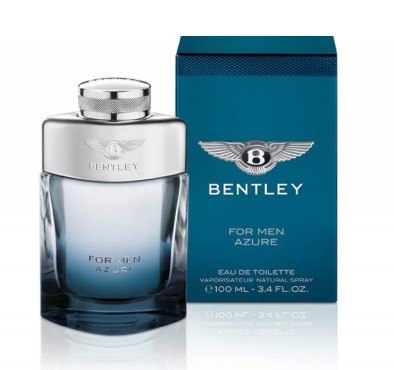 B
BENTLEY
FOR MEN
AZURE
B
BENTLEY
FOR MEN
AZURE
EAU DE TOILETTE
VAPORISATEUR NATURAL SPRAY
℮100 ML - 3.4 FL.OZ.